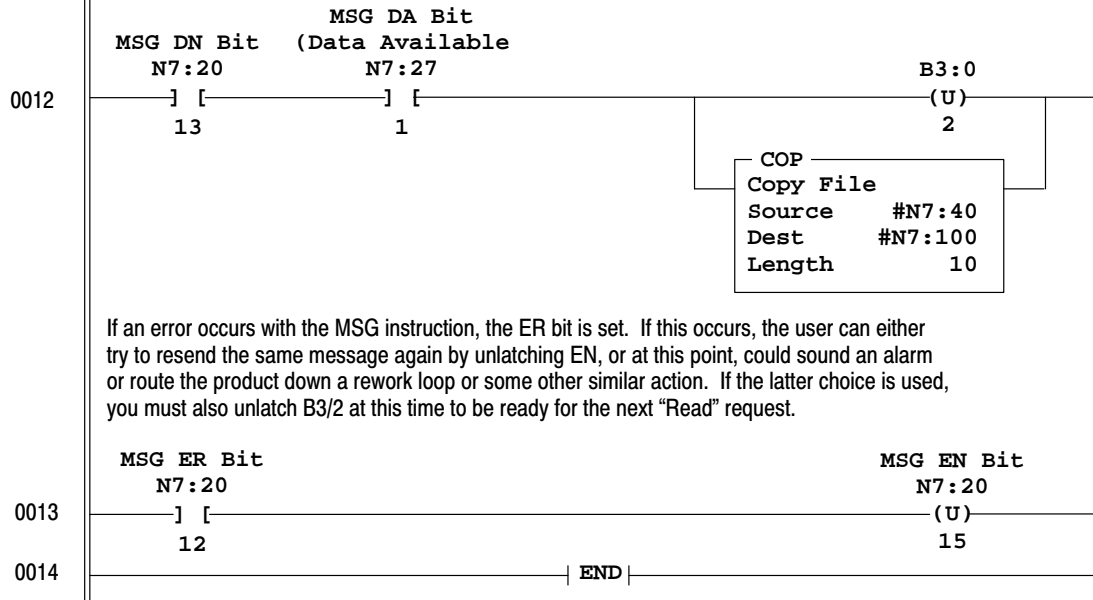 MSG DA Bit
MSG DN Bit (Data Available
N7:20 N7:27 B3:0
0012 ] [ ] [ (U)
13 1 2
COP
Copy File
Source #N7:40
Dest #N7:100
Length 10
If an error occurs with the MSG instruction, the ER bit is set. If this occurs, the user can either
try to resend the same message again by unlatching EN, or at this point, could sound an alarm
or route the product down a rework loop or some other similar action. If the latter choice is used,
you must also unlatch B3/2 at this time to be ready for the next “Read” request.
MSG ER Bit MSG EN Bit
N7:20 N7:20
0013 ] [ (U)
12 15
0014 END